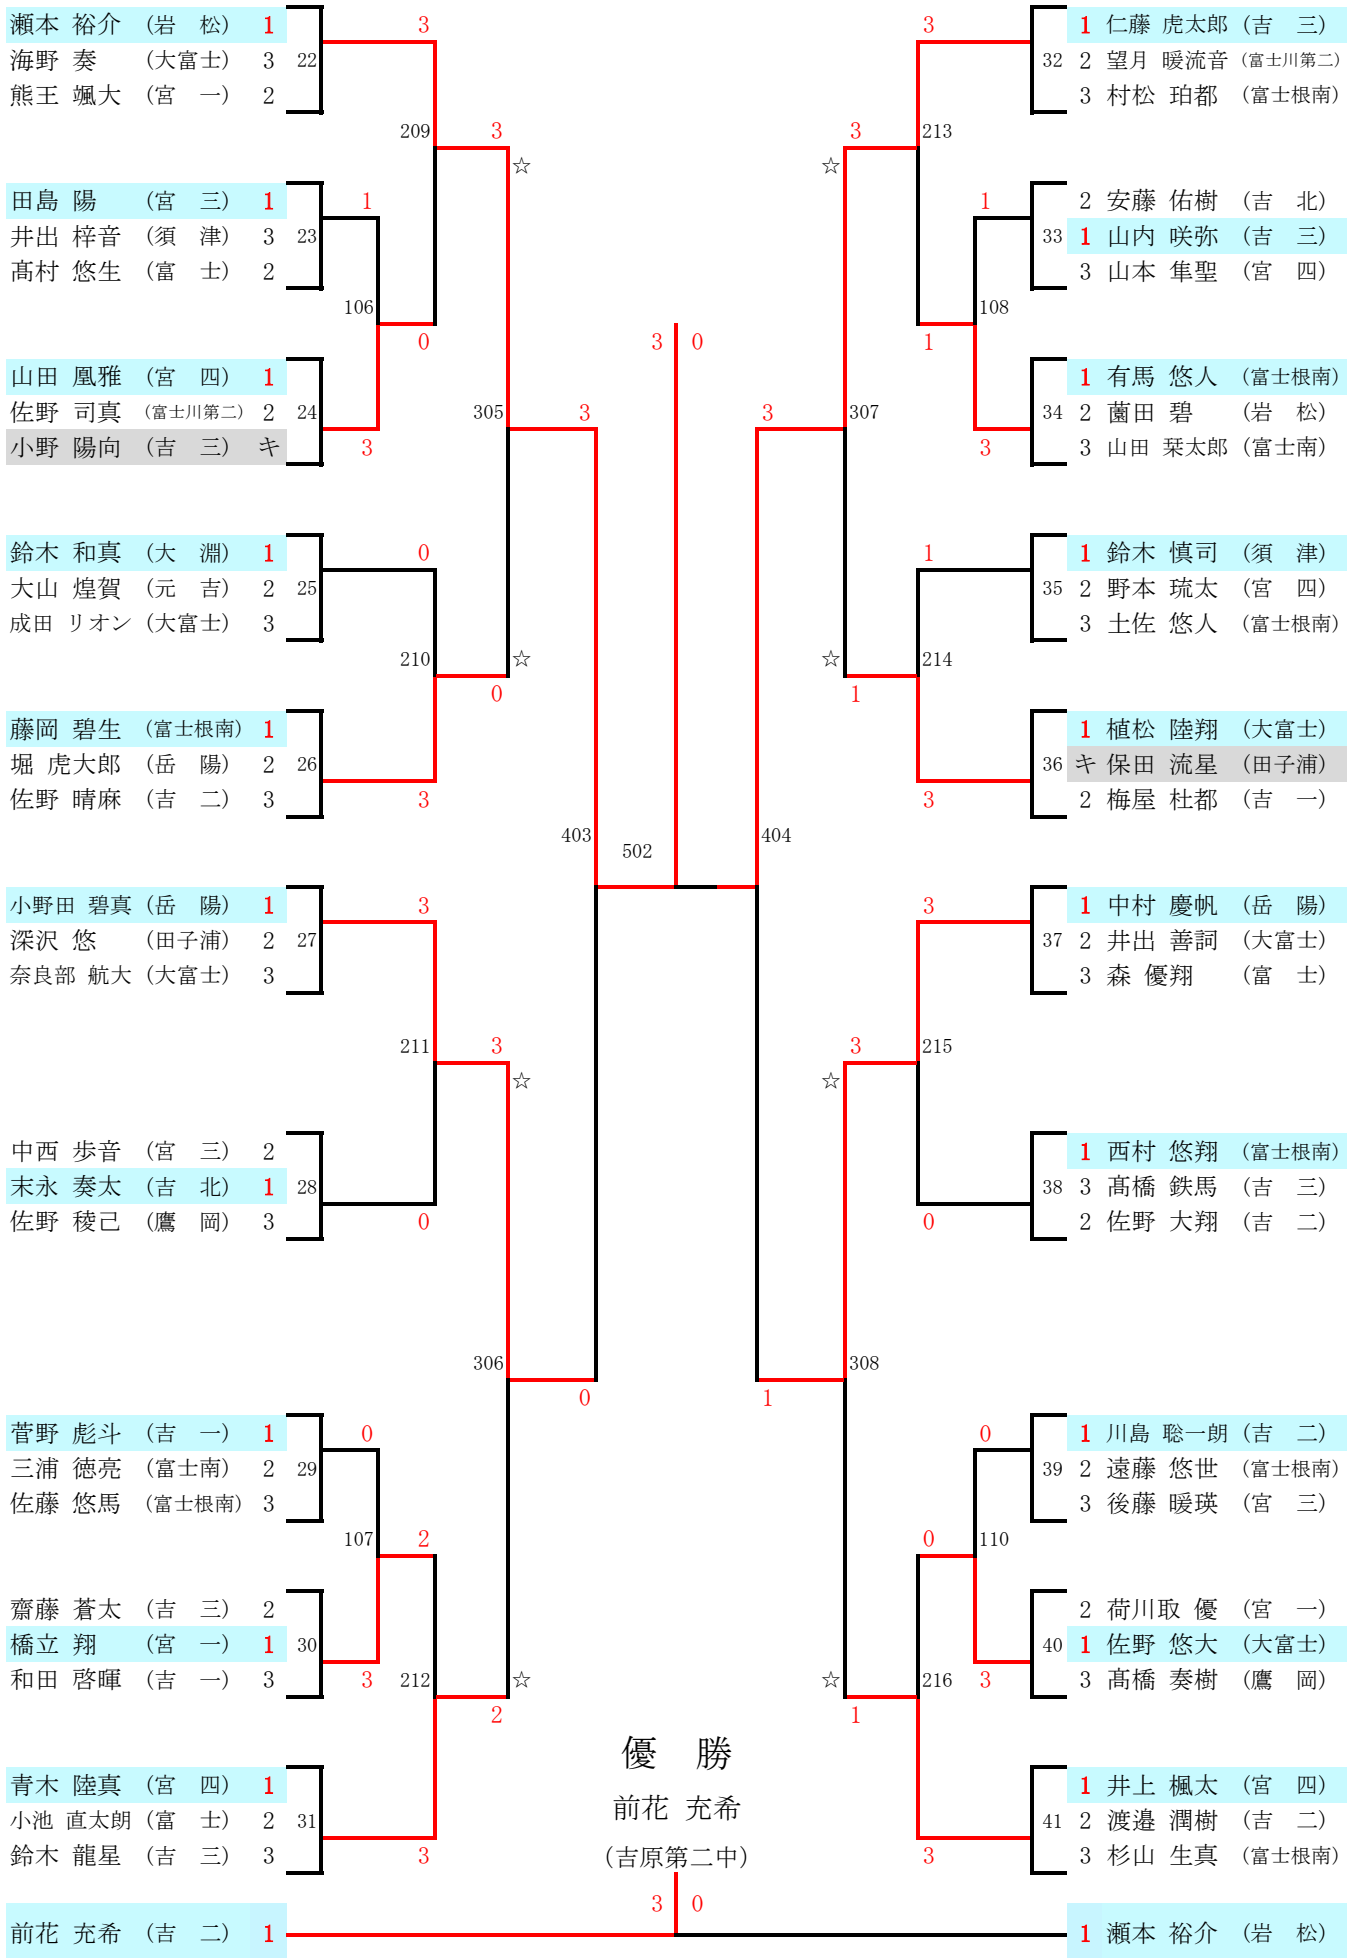 瀬本 裕介 (岩 松) 1
海野 奏 (大富士) 3
熊王 颯大 (宮 一) 2
22
3
209
3
☆
田島 陽 (宮 三) 1
井出 梓音 (須 津) 3
髙村 悠生 (富 士) 2
23
1
106
0
山田 凰雅 (宮 四) 1
佐野 司真 (富士川第二) 2
小野 陽向 (吉 三) キ
24
3
305
3
鈴木 和真 (大 淵) 1
大山 煌賀 (元 吉) 2
成田 リオン (大富士) 3
25
0
210
☆
0
藤岡 碧生 (富士根南) 1
堀 虎大郎 (岳 陽) 2
佐野 晴麻 (吉 二) 3
26
3
403
小野田 碧真 (岳 陽) 1
深沢 悠 (田子浦) 2
奈良部 航大 (大富士) 3
27
3
211
3
☆
中西 歩音 (宮 三) 2
末永 奏太 (吉 北) 1
佐野 稜己 (鷹 岡) 3
28
0
306
0
菅野 彪斗 (吉 一) 1
三浦 徳亮 (富士南) 2
佐藤 悠馬 (富士根南) 3
29
0
107
2
齋藤 蒼太 (吉 三) 2
橋立 翔 (宮 一) 1
和田 啓暉 (吉 一) 3
30
3
212
☆
2
青木 陸真 (宮 四) 1
小池 直太朗 (富 士) 2
鈴木 龍星 (吉 三) 3
31
3
3 0
502
1 仁藤 虎太郎 (吉 三)
2 望月 暖流音 (富士川第二)
3 村松 珀都 (富士根南)
32
3
213
3
☆
2 安藤 佑樹 (吉 北)
1 山内 咲弥 (吉 三)
3 山本 隼聖 (宮 四)
33
1
108
1
1 有馬 悠人 (富士根南)
2 薗田 碧 (岩 松)
3 山田 栞太郎 (富士南)
34
3
307
3
1 鈴木 慎司 (須 津)
2 野本 琉太 (宮 四)
3 土佐 悠人 (富士根南)
35
1
214
☆
1
1 植松 陸翔 (大富士)
キ 保田 流星 (田子浦)
2 梅屋 杜都 (吉 一)
36
3
404
1 中村 慶帆 (岳 陽)
2 井出 善詞 (大富士)
3 森 優翔 (富 士)
37
3
215
3
☆
1 西村 悠翔 (富士根南)
3 髙橋 鉄馬 (吉 三)
2 佐野 大翔 (吉 二)
38
0
308
1
1 川島 聡一朗 (吉 二)
2 遠藤 悠世 (富士根南)
3 後藤 暖瑛 (宮 三)
39
0
110
0
2 荷川取 優 (宮 一)
1 佐野 悠大 (大富士)
3 髙橋 奏樹 (鷹 岡)
40
3
216
☆
1
1 井上 楓太 (宮 四)
2 渡邉 潤樹 (吉 二)
3 杉山 生真 (富士根南)
41
3
優 勝
前花 充希
(吉原第二中)
3 0
前花 充希 (吉 二) 1
1 瀬本 裕介 (岩 松)